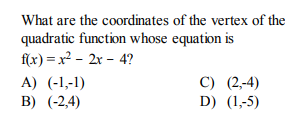 What are the coordinates of the vertex of the
quadratic function whose equation is
f(x) = x² – 2x – 4?
A) (-1,-1) C) (2,-4)
B) (-2,4) D) (1,-5)